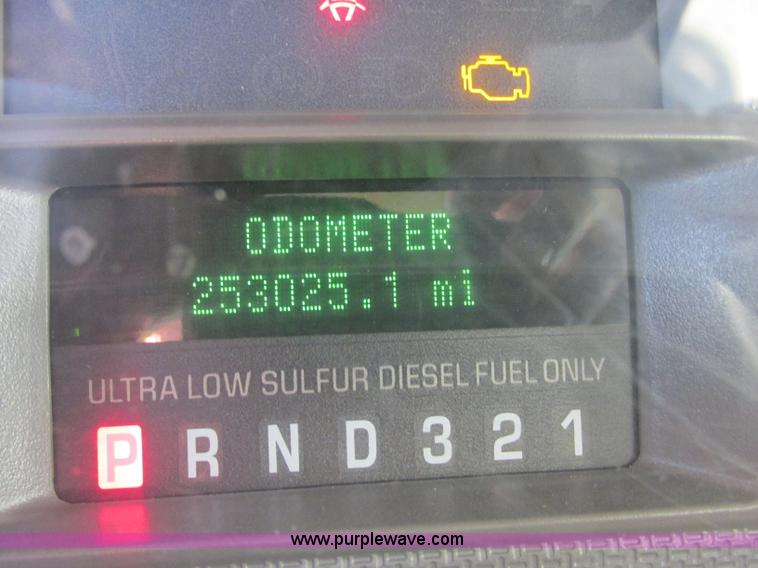 ODOMETER
253025.1 mi
ULTRA LOW SULFUR DIESEL FUEL ONLY
P R N D 3 2 1
www.purplewave.com